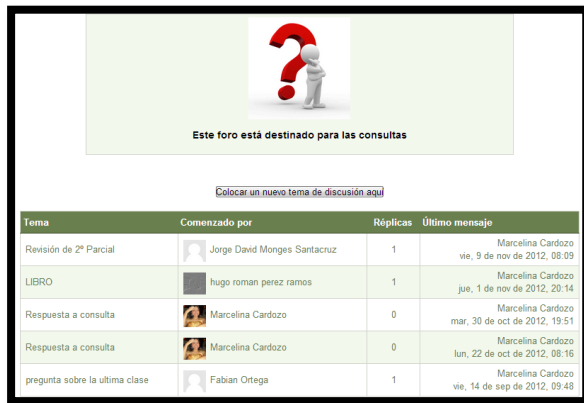 Este foro está destinado para las consultas
Colocar un nuevo tema de discusión aquí
Tema Comenzado por Réplicas Último mensaje
Revisión de 2º Parcial Jorge David Monges Santacruz 1 Marcelina Cardozo
vie, 9 de nov de 2012, 08:09
LIBRO hugo roman perez ramos 1 Marcelina Cardozo
jue, 1 de nov de 2012, 20:14
Respuesta a consulta Marcelina Cardozo 0 Marcelina Cardozo
mar, 30 de oct de 2012, 19:51
Respuesta a consulta Marcelina Cardozo 0 Marcelina Cardozo
lun, 22 de oct de 2012, 08:16
pregunta sobre la ultima clase Fabian Ortega 1 Marcelina Cardozo
vie, 14 de sep de 2012, 09:48